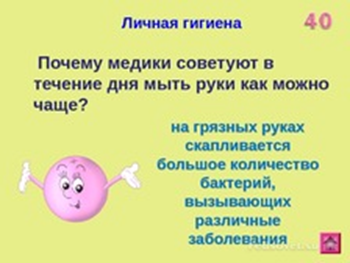 Личная гигиена
40
Почему медики советуют в
течение дня мыть руки как можно
чаще?
на грязных руках
скапливается
большое количество
бактерий,
вызывающих
различные
заболевания